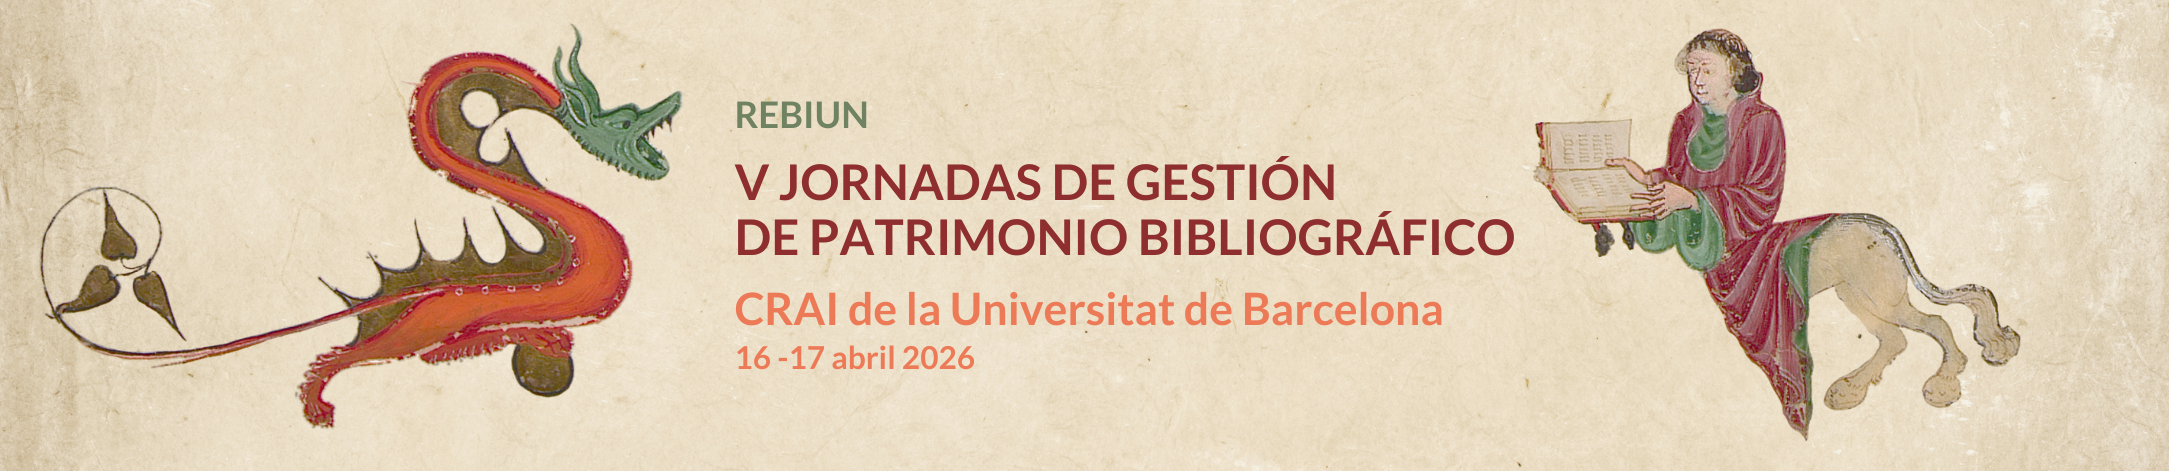 REBIUN
V JORNADAS DE GESTIÓN
DE PATRIMONIO BIBLIOGRÁFICO
CRAI de la Universitat de Barcelona
16 -17 abril 2026